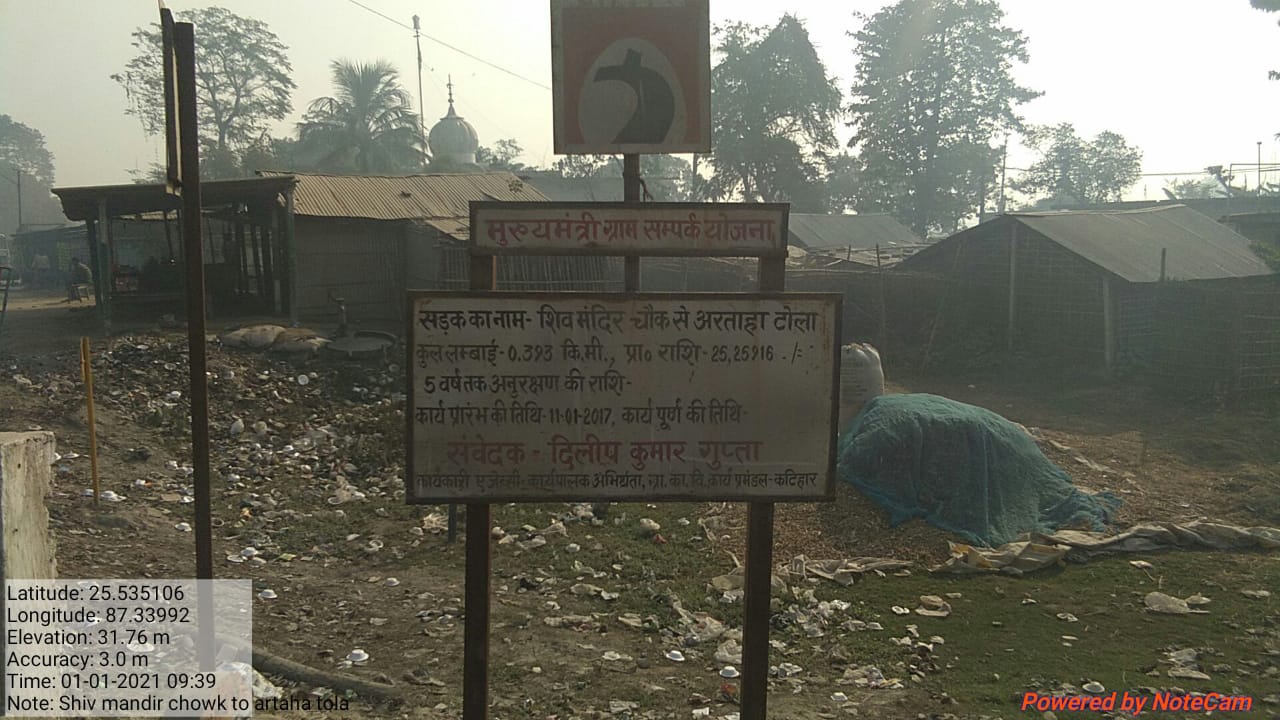 मुख्यमंत्री ग्राम सम्पर्क योजना
सड़क का नाम- शिव मंदिर चौक से अरताहा टोला
कुल लम्बाई- 0.393 कि.मी., प्रा० राशि- 25,25916 ./=
5 वर्ष तक अनुरक्षण की राशि-
कार्य प्रारंभ की तिथि- 11-01-2017, कार्य पूर्ण की तिथि-
संवेदक - दिलीप कुमार गुप्ता
कार्यकारी एजेन्सी- कार्यपालक अभियंता, ग्रा. का. वि. कार्य प्रमंडल- कटिहार
Latitude: 25.535106
Longitude: 87.33992
Elevation: 31.76 m
Accuracy: 3.0 m
Time: 01-01-2021 09:39
Note: Shiv mandir chowk to artaha tola
Powered by NoteCam